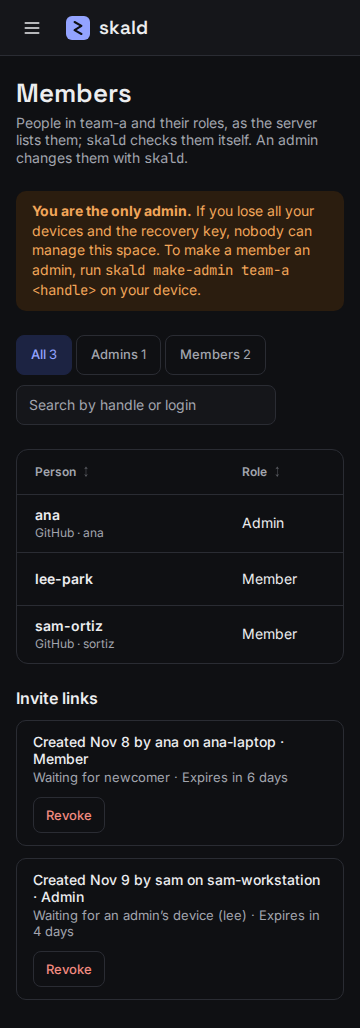 skald
Members
People in team-a and their roles, as the server
lists them; skald checks them itself. An admin
changes them with skald.
You are the only admin. If you lose all your
devices and the recovery key, nobody can
manage this space. To make a member an
admin, run skald make-admin team-a
<handle> on your device.
All 3
Admins 1
Members 2
Search by handle or login
Person
Role
ana
GitHub · ana
Admin
lee-park
Member
sam-ortiz
GitHub · sortiz
Member
Invite links
Created Nov 8 by ana on ana-laptop ·
Member
Waiting for newcomer · Expires in 6 days
Revoke
Created Nov 9 by sam on sam-workstation
· Admin
Waiting for an admin’s device (lee) · Expires in
4 days
Revoke